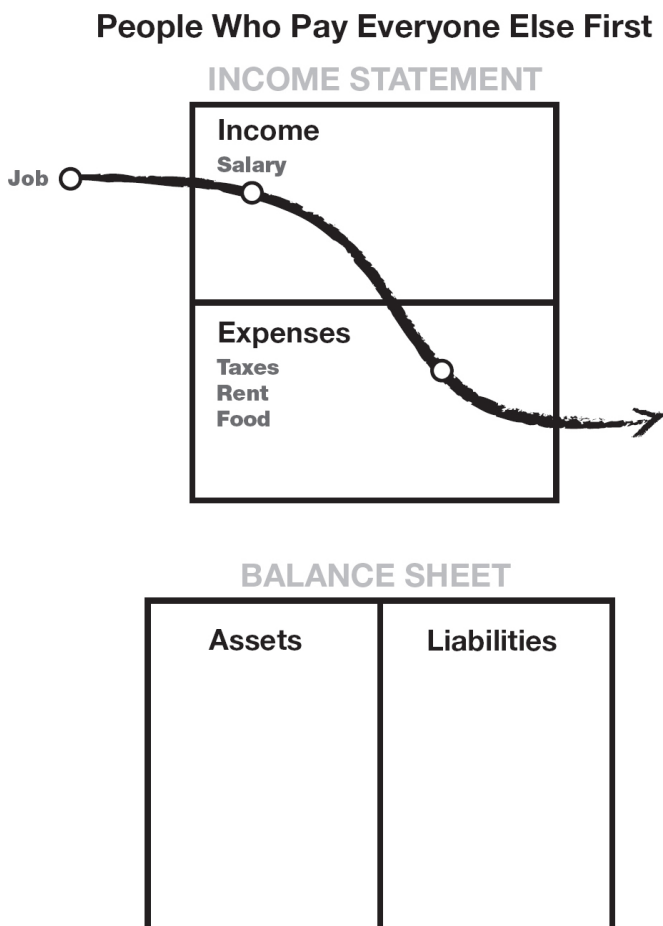 People Who Pay Everyone Else First
INCOME STATEMENT
Income
Salary
Job
Expenses
Taxes
Rent
Food
BALANCE SHEET
Assets
Liabilities